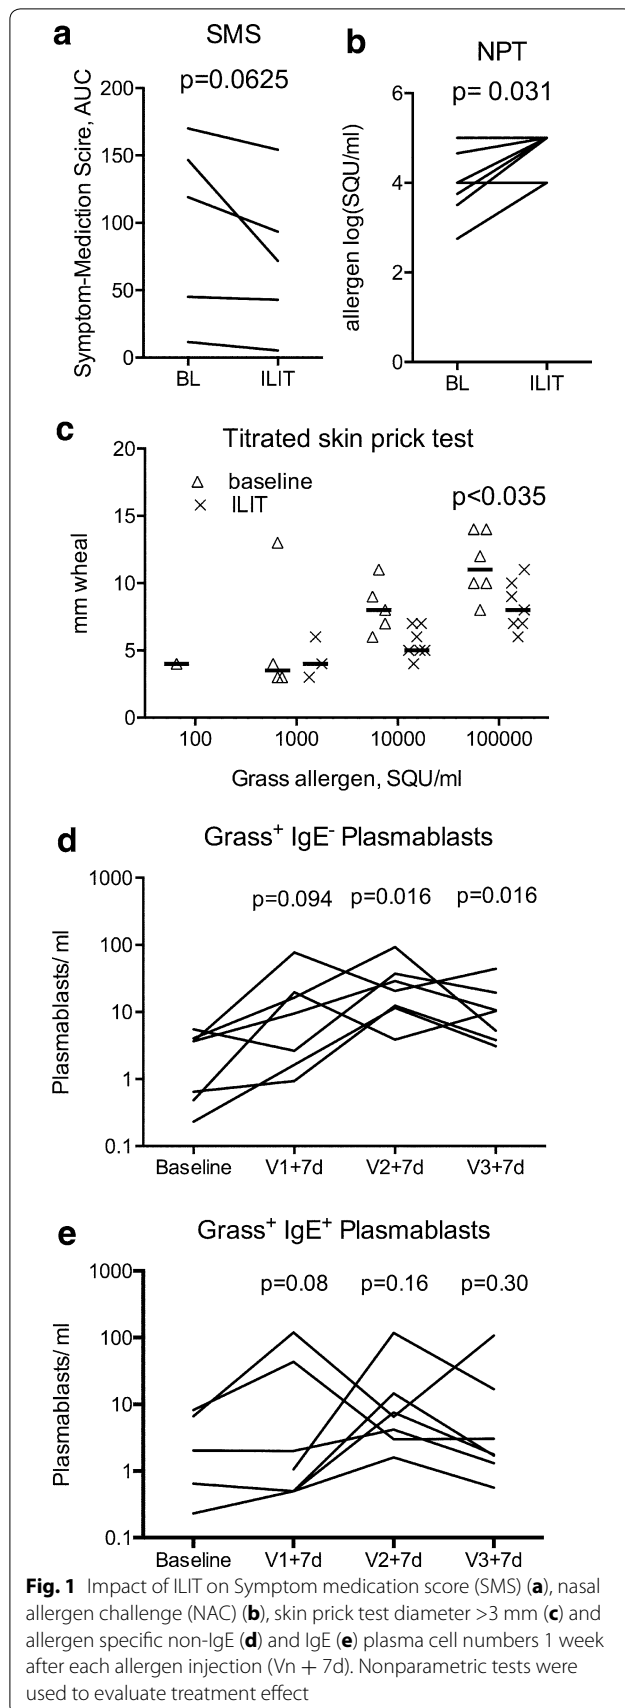 a
SMS
p=0.0625
Symptom-Mediction Scire, AUC
200
150
100
50
0
BL ILIT
b
NPT
p= 0.031
allergen log(SQU/ml)
6
4
2
0
BL ILIT
c
Titrated skin prick test
baseline
ILIT
p<0.035
mm wheal
20
15
10
5
0
100 1000 10000 100000
Grass allergen, SQU/ml
d
Grass⁺ IgE⁻ Plasmablasts
p=0.094 p=0.016 p=0.016
Plasmablasts/ ml
1000
100
10
1
0.1
Baseline V1+7d V2+7d V3+7d
e
Grass⁺ IgE⁺ Plasmablasts
p=0.08 p=0.16 p=0.30
Plasmablasts/ ml
1000
100
10
1
0.1
Baseline V1+7d V2+7d V3+7d
Fig. 1 Impact of ILIT on Symptom medication score (SMS) (a), nasal
allergen challenge (NAC) (b), skin prick test diameter >3 mm (c) and
allergen specific non-IgE (d) and IgE (e) plasma cell numbers 1 week
after each allergen injection (Vn + 7d). Nonparametric tests were
used to evaluate treatment effect